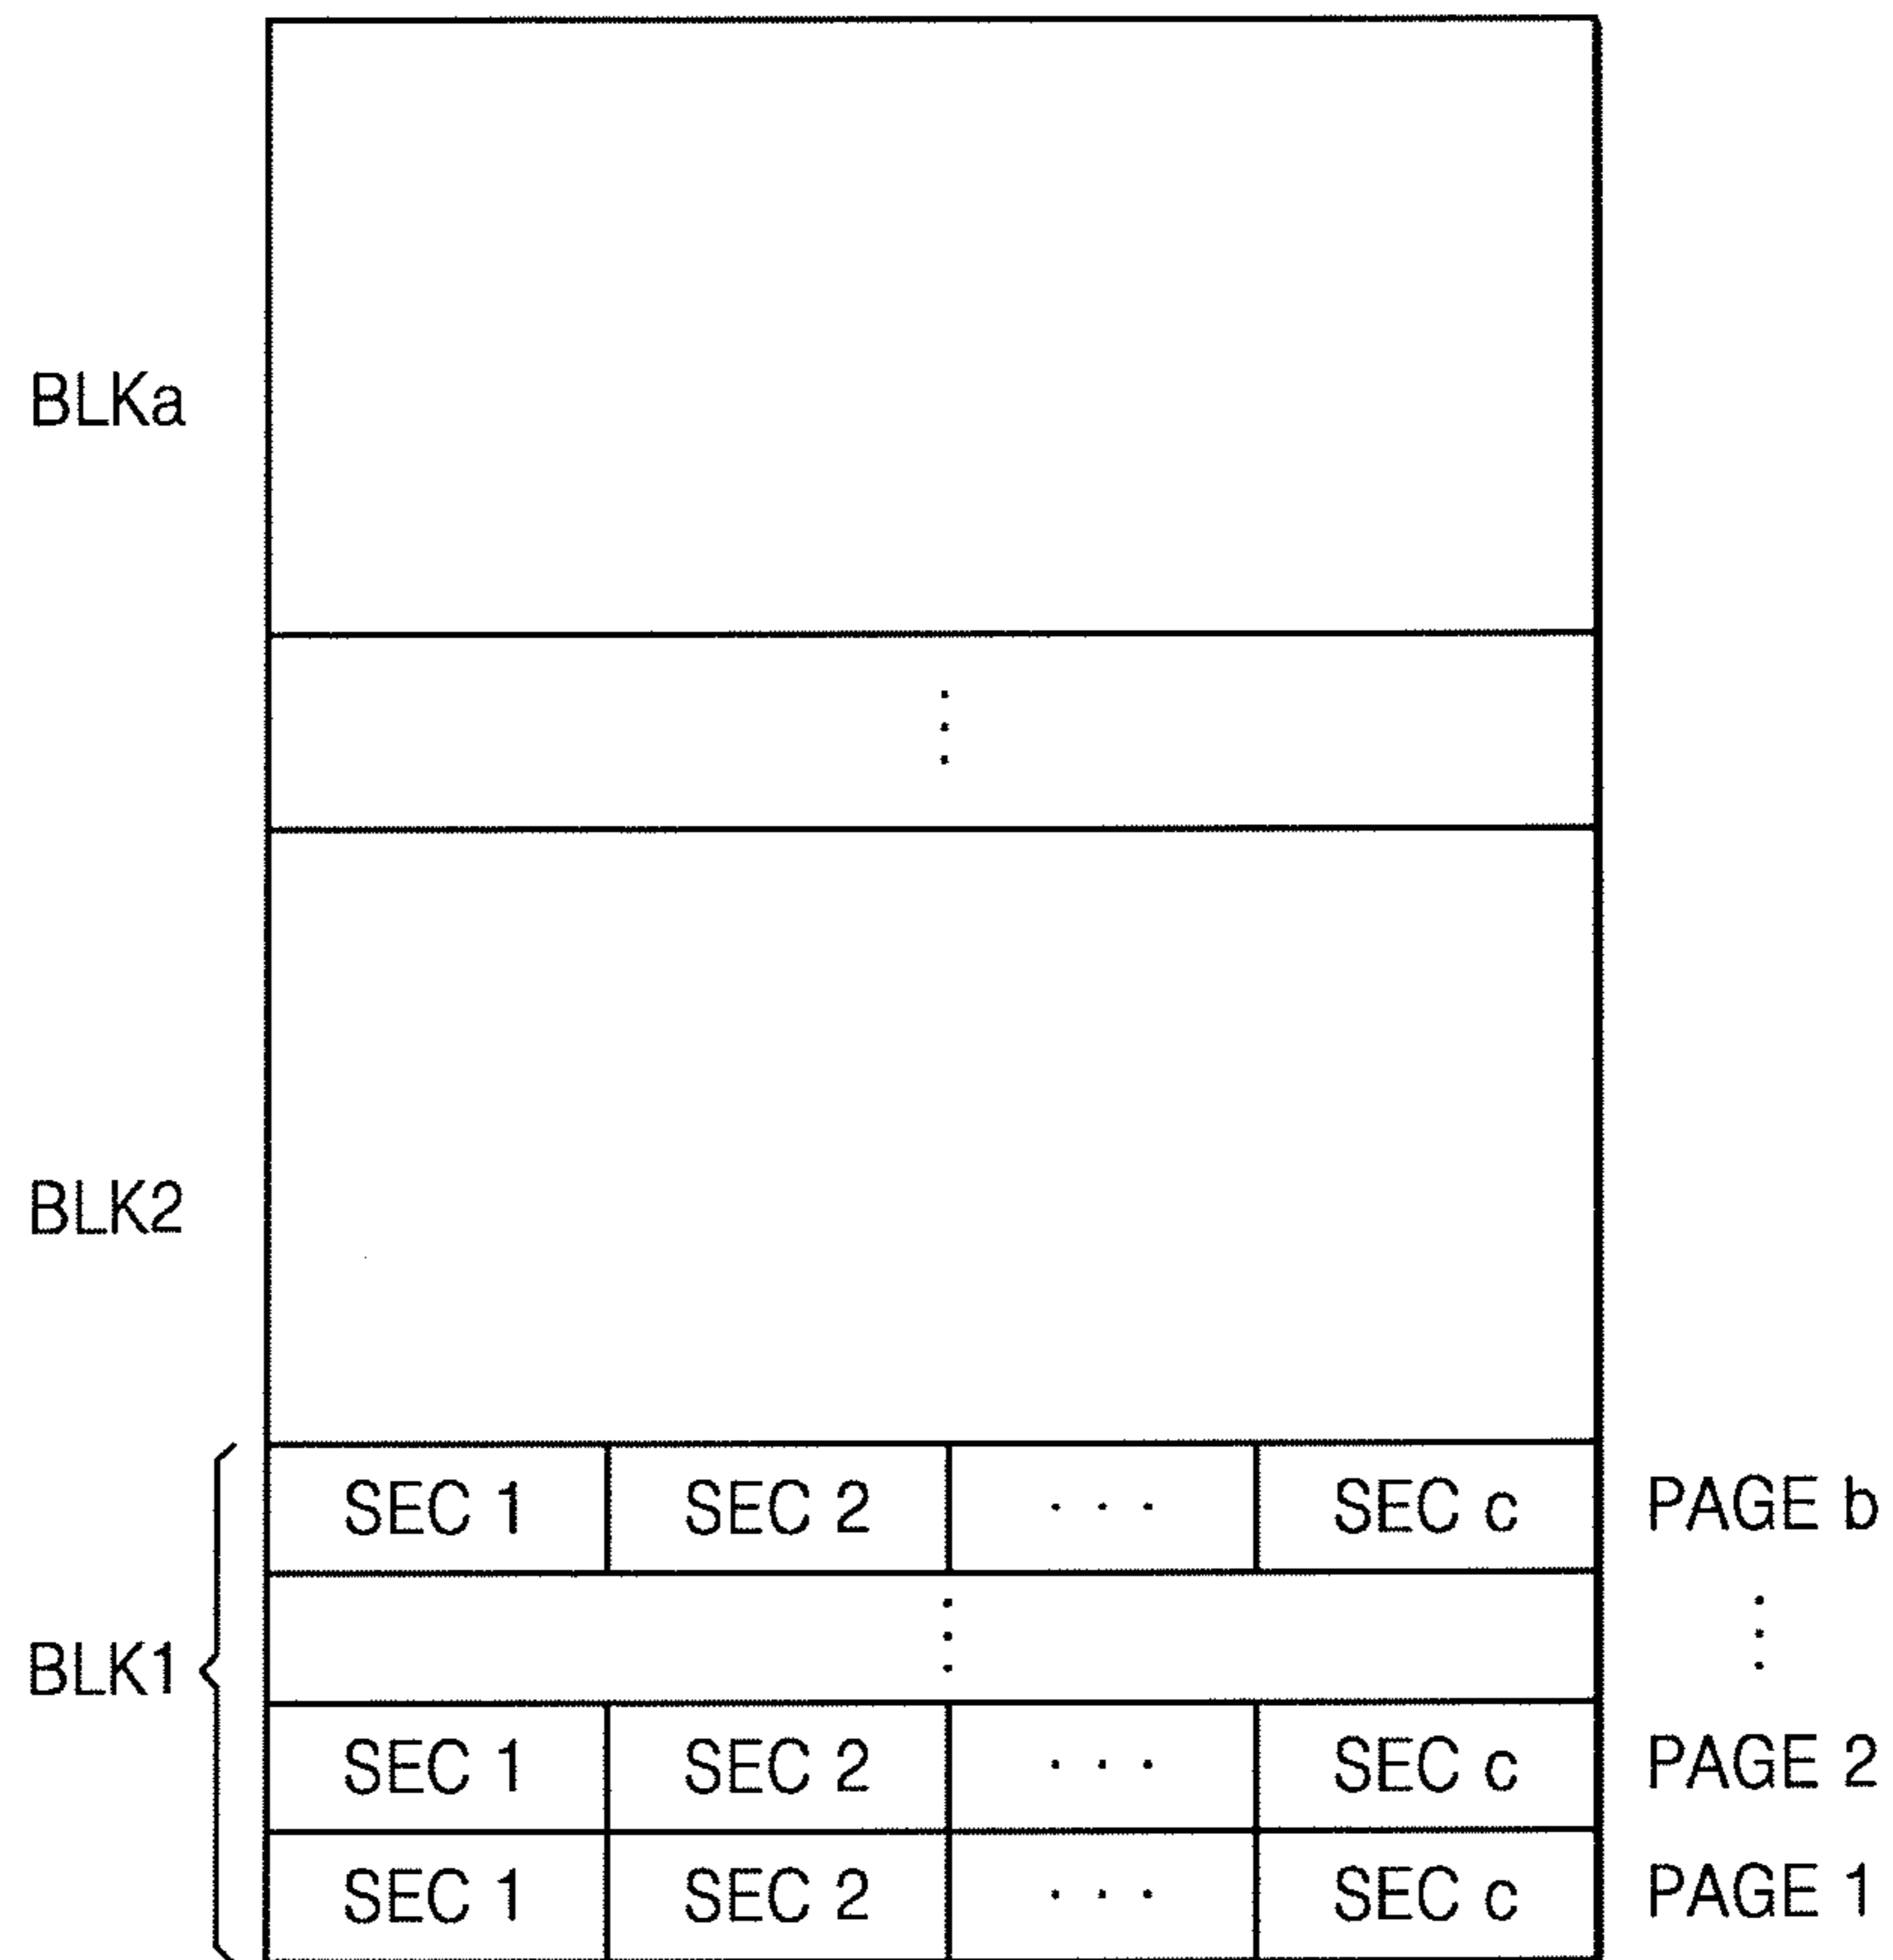 BLKa
⋮
BLK2
SEC 1 SEC 2 ··· SEC c PAGE b
BLK1 ⋮ ⋮
SEC 1 SEC 2 ··· SEC c PAGE 2
SEC 1 SEC 2 ··· SEC c PAGE 1